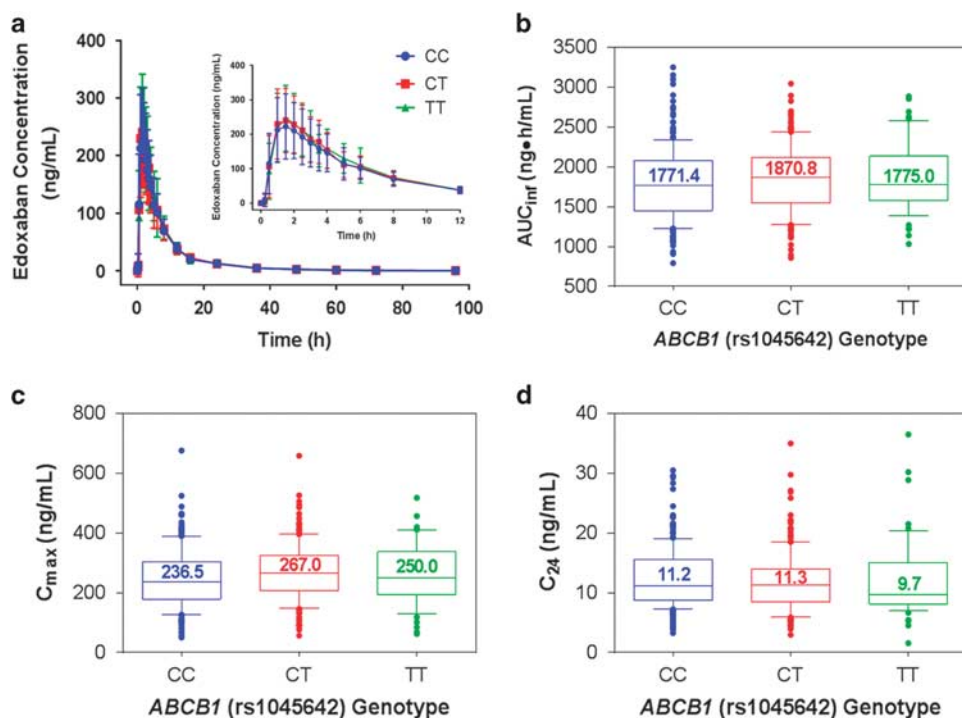 a
Edoxaban Concentration
(ng/mL)
400
300
200
100
0
0
20
40
60
80
100
Time (h)
Edoxaban Concentration (ng/mL)
400
300
200
100
0
0
2
4
6
8
10
12
Time (h)
CC
CT
TT
b
AUCinf (ng•h/mL)
3500
3000
2500
2000
1500
1000
500
1771.4
1870.8
1775.0
CC
CT
TT
ABCB1 (rs1045642) Genotype
c
Cmax (ng/mL)
800
600
400
200
0
236.5
267.0
250.0
CC
CT
TT
ABCB1 (rs1045642) Genotype
d
C24 (ng/mL)
40
30
20
10
0
11.2
11.3
9.7
CC
CT
TT
ABCB1 (rs1045642) Genotype